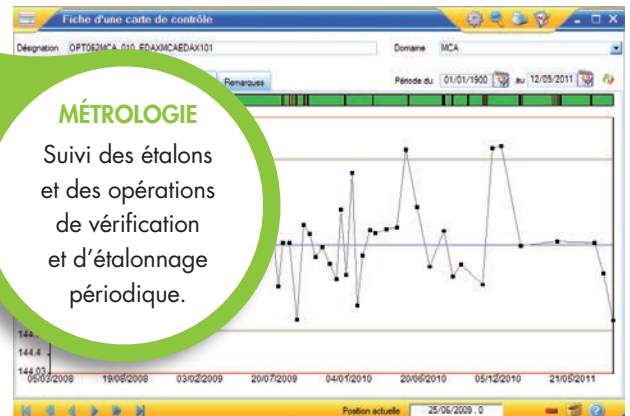 Fiche d'une carte de contrôle
Désignation OPT062MCA_010_EDAXMCAEDAX101 Domaine MCA
Remarques Période du 01/01/1900 au 12/05/2011
MÉTROLOGIE
Suivi des étalons
et des opérations
de vérification
et d'étalonnage
périodique.
144.4
144.03
05/03/2008 19/08/2008 03/02/2009 20/07/2009 04/01/2010 20/06/2010 05/12/2010 21/05/2011
Position actuelle 25/06/2009 , 0